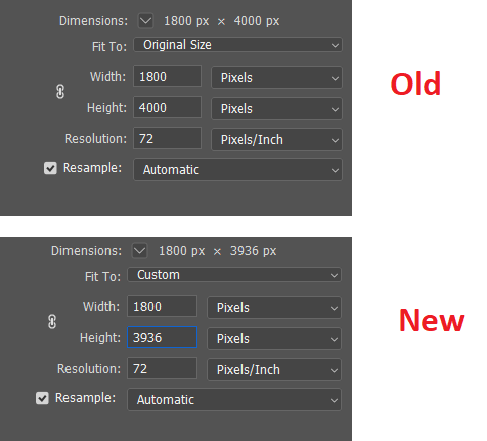 Dimensions: 1800 px × 4000 px
Fit To: Original Size
Width: 1800 Pixels
Old
Height: 4000 Pixels
Resolution: 72 Pixels/Inch
Resample: Automatic
Dimensions: 1800 px × 3936 px
Fit To: Custom
Width: 1800 Pixels
New
Height: 3936 Pixels
Resolution: 72 Pixels/Inch
Resample: Automatic